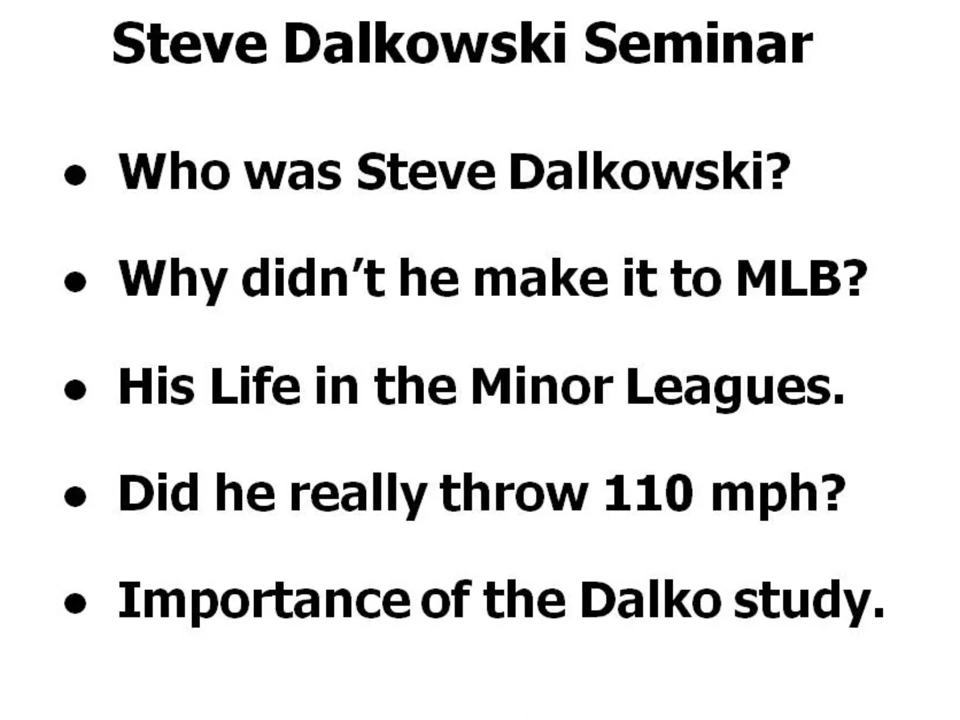 Steve Dalkowski Seminar
● Who was Steve Dalkowski?
● Why didn’t he make it to MLB?
● His Life in the Minor Leagues.
● Did he really throw 110 mph?
● Importance of the Dalko study.